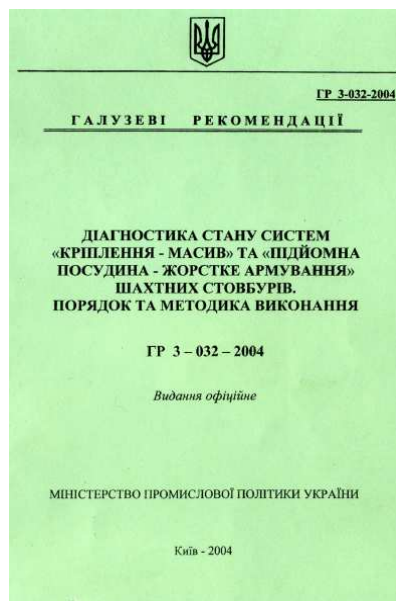 ГР 3-032-2004
ГАЛУЗЕВІ РЕКОМЕНДАЦІЇ
ДІАГНОСТИКА СТАНУ СИСТЕМ
«КРІПЛЕННЯ - МАСИВ» ТА «ПІДЙОМНА
ПОСУДИНА - ЖОРСТКЕ АРМУВАННЯ»
ШАХТНИХ СТОВБУРІВ.
ПОРЯДОК ТА МЕТОДИКА ВИКОНАННЯ
ГР 3 – 032 – 2004
Видання офіційне
МІНІСТЕРСТВО ПРОМИСЛОВОЇ ПОЛІТИКИ УКРАЇНИ
Київ - 2004